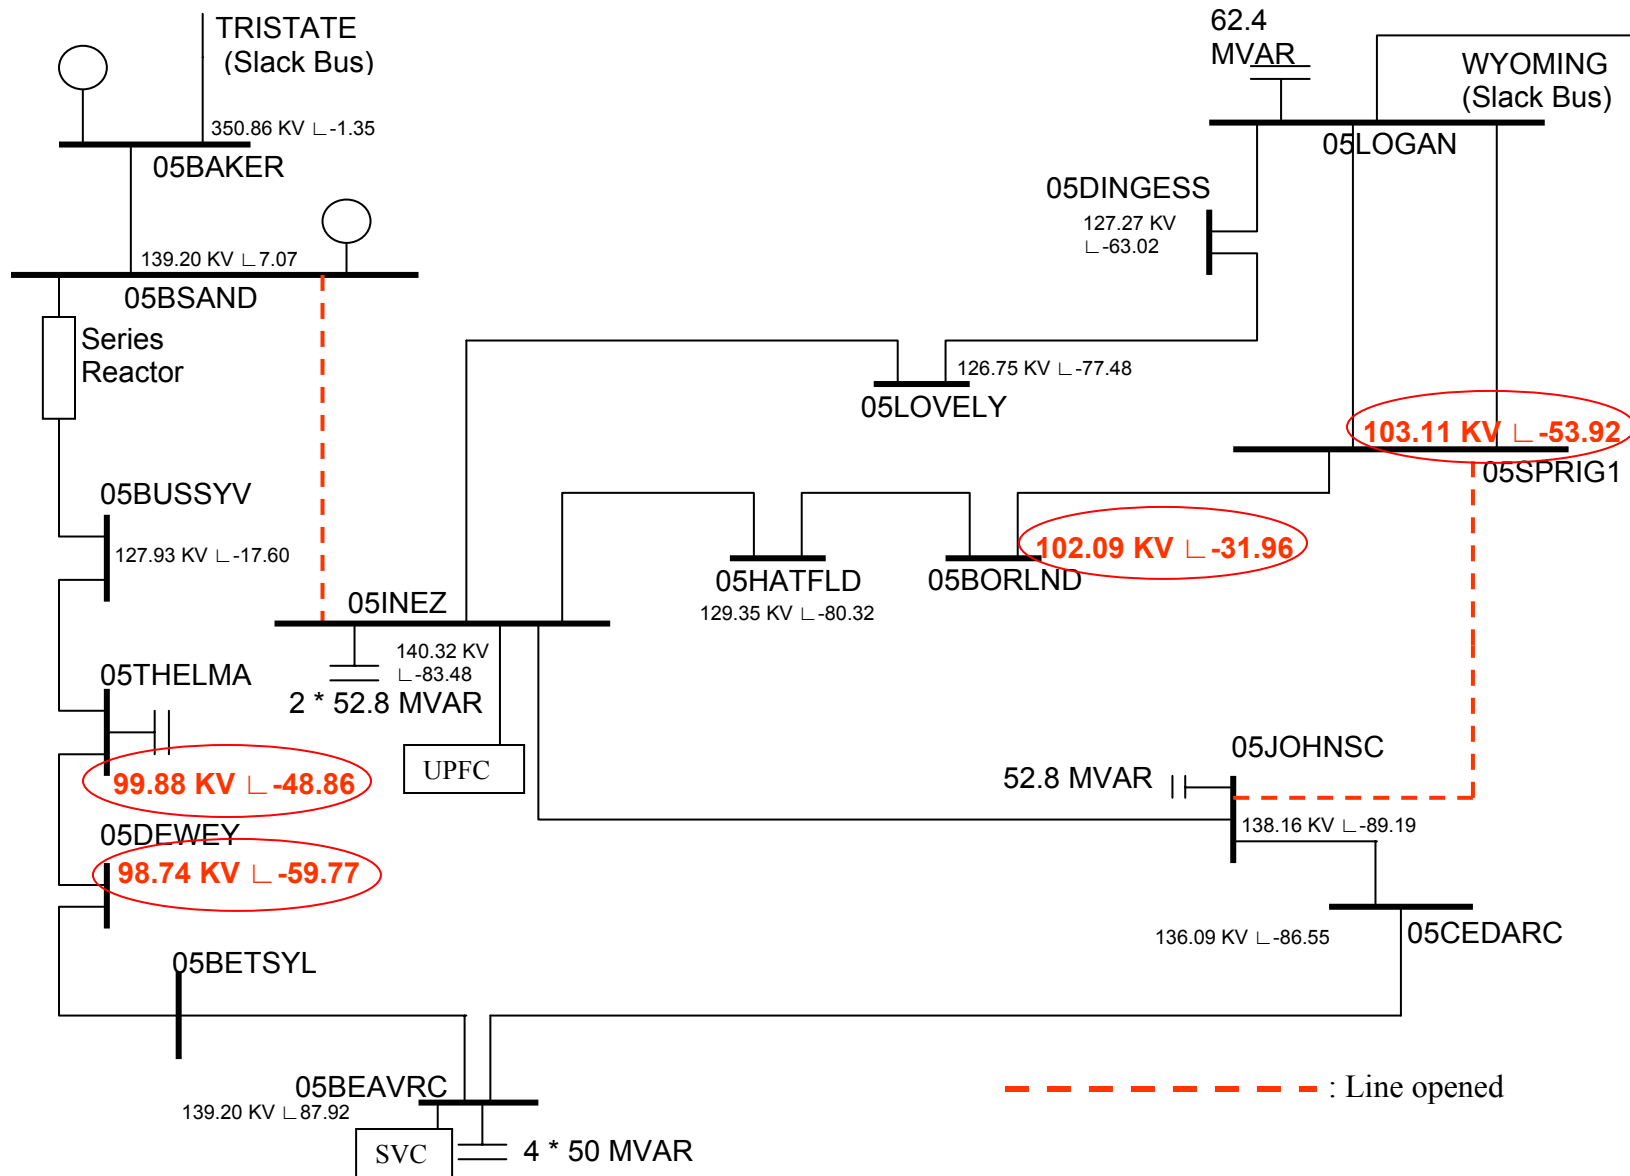 TRISTATE
(Slack Bus)
62.4
MVAR
WYOMING
(Slack Bus)
350.86 KV ∟-1.35
05BAKER
05LOGAN
05DINGESS
127.27 KV
∟-63.02
139.20 KV ∟7.07
05BSAND
Series
Reactor
126.75 KV ∟-77.48
05LOVELY
103.11 KV ∟-53.92
05SPRIG1
05BUSSYV
127.93 KV ∟-17.60
102.09 KV ∟-31.96
05HATFLD
05BORLND
129.35 KV ∟-80.32
05INEZ
140.32 KV
∟-83.48
2 * 52.8 MVAR
UPFC
05THELMA
99.88 KV ∟-48.86
05JOHNSC
52.8 MVAR
138.16 KV ∟-89.19
05DEWEY
98.74 KV ∟-59.77
136.09 KV ∟-86.55
05CEDARC
05BETSYL
05BEAVRC
139.20 KV ∟87.92
SVC
4 * 50 MVAR
: Line opened